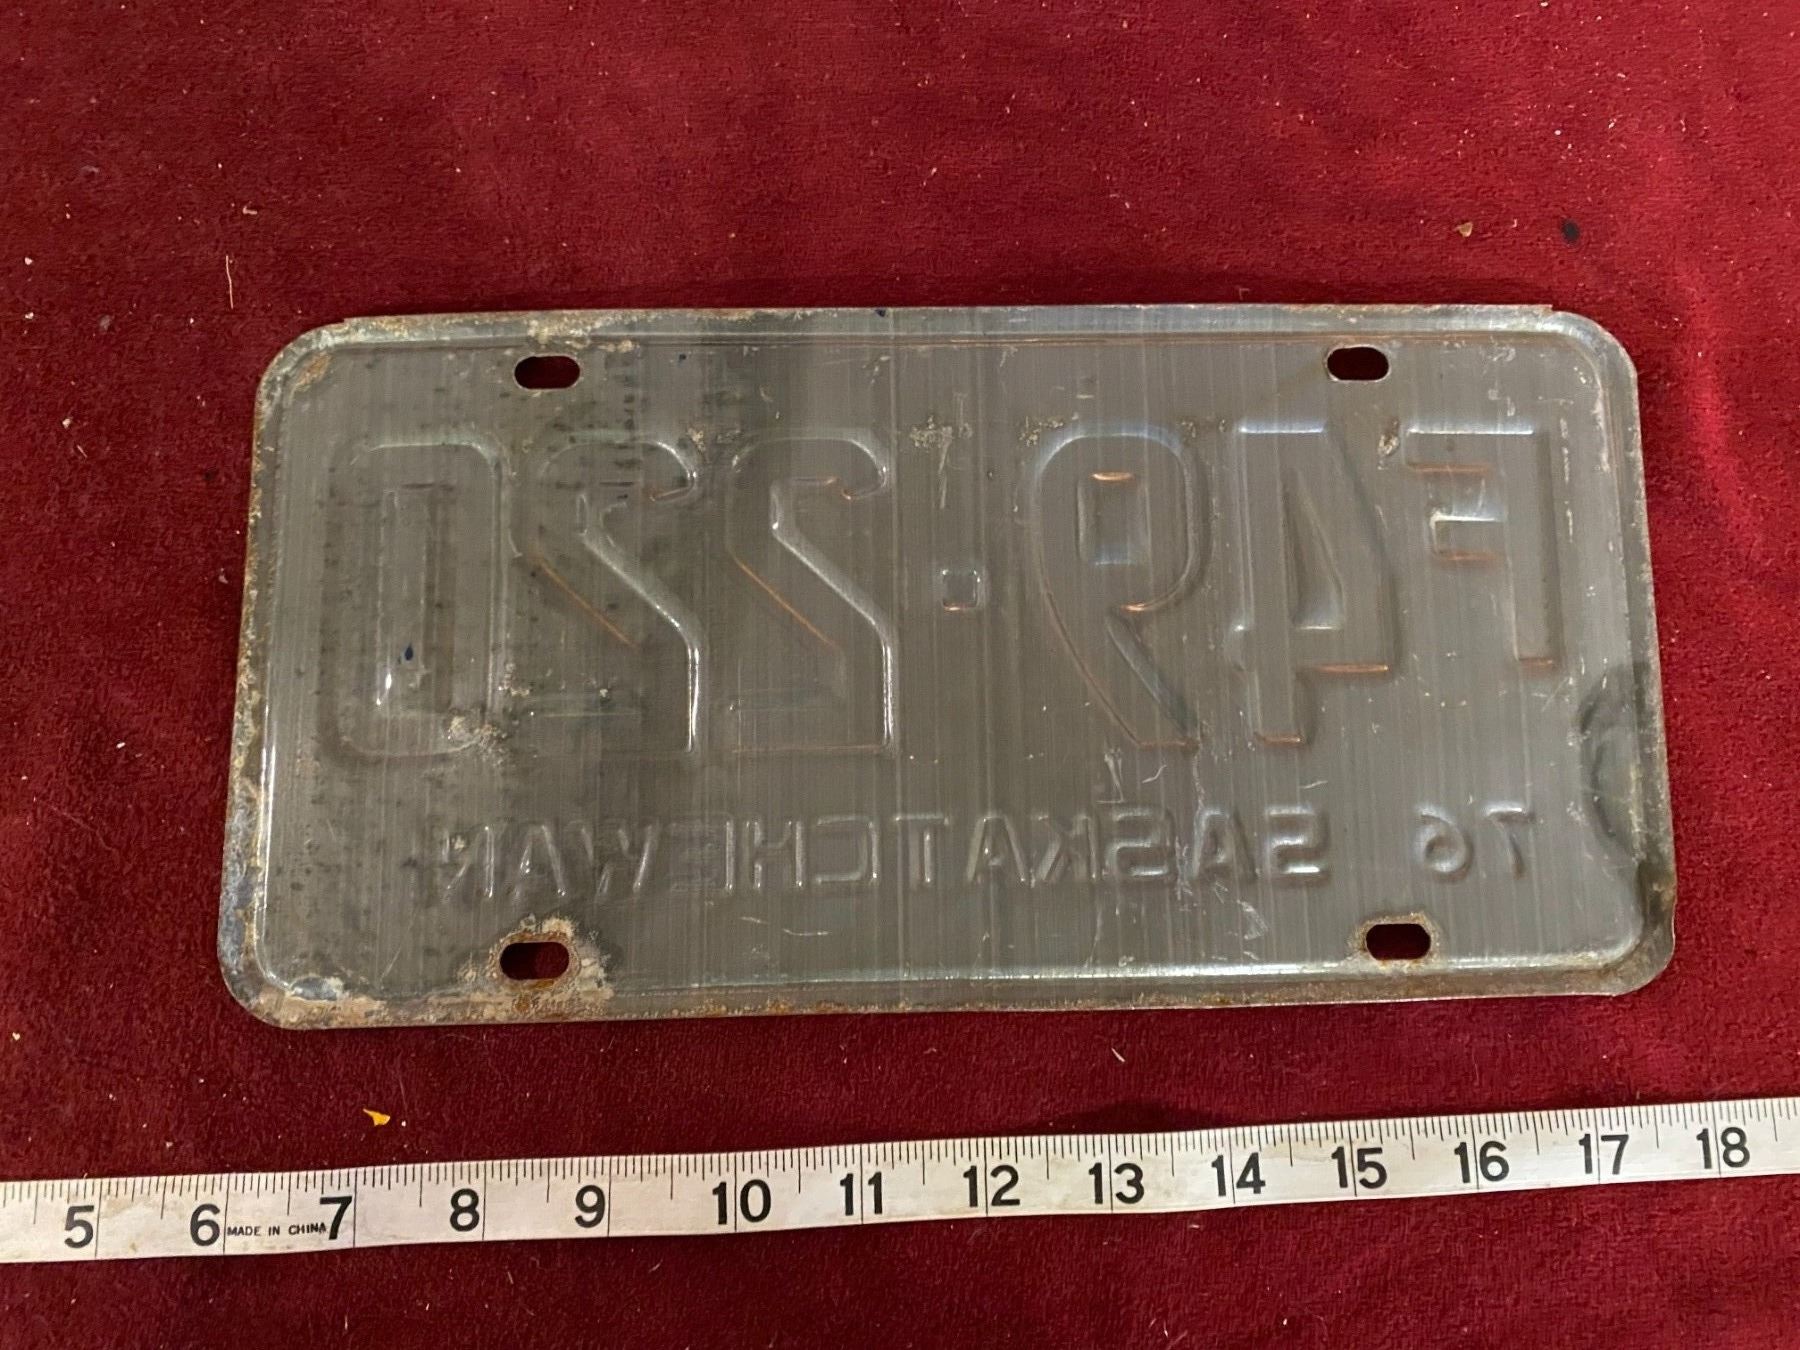 F49·220
76 SASKATCHEWAN
5 6 MADE IN CHINA 7 8 9 10 11 12 13 14 15 16 17 18